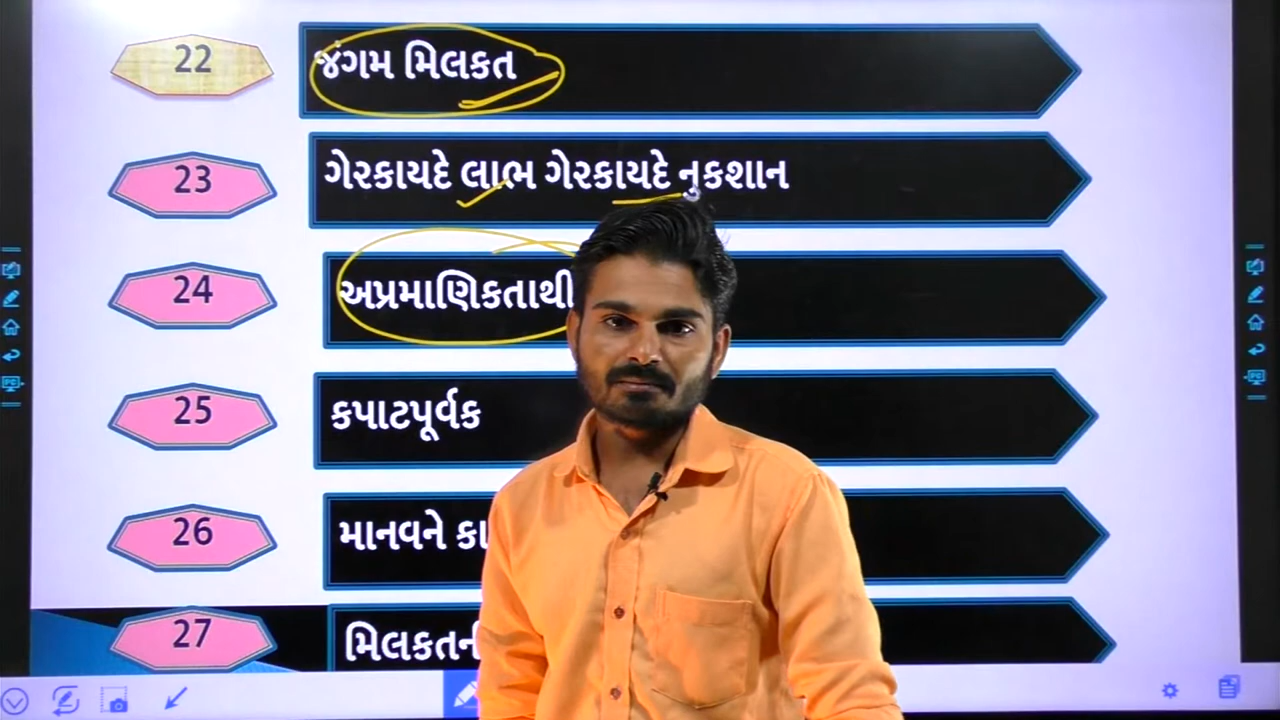 22 જંગમ મિલકત
23 ગેરકાયદે લાભ ગેરકાયદે નુકશાન
24 અપ્રમાણિકતાથી
25 કપાટપૂર્વક
26 માનવને
27